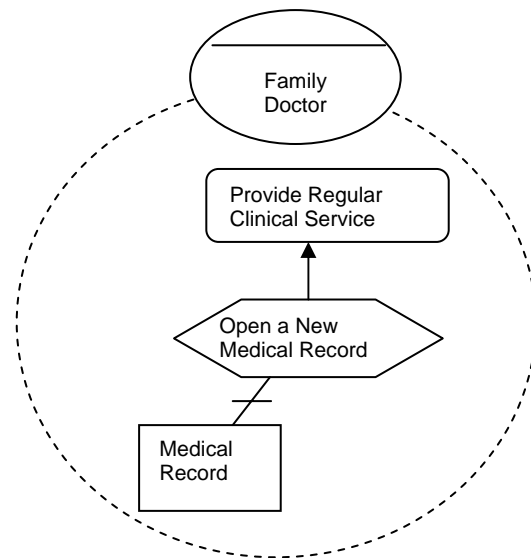 Family
Doctor
Provide Regular
Clinical Service
Open a New
Medical Record
Medical
Record